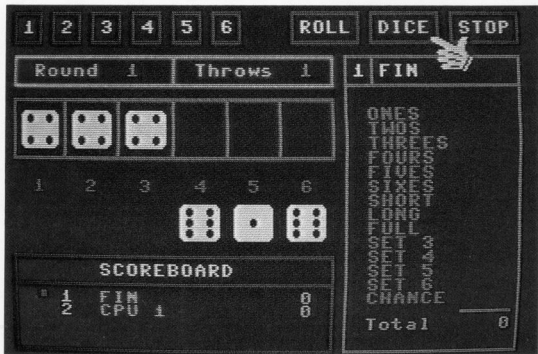 1 2 3 4 5 6 ROLL DICE STOP
Round 1 Throws 1
1 FIN
ONES
TWOS
THREES
FOURS
FIVES
SIXES
SHORT
LONG
FULL
SET 3
SET 4
SET 5
SET 6
CHANCE
Total 0
1 2 3 4 5 6
SCOREBOARD
1 FIN 0
2 CPU 1 0